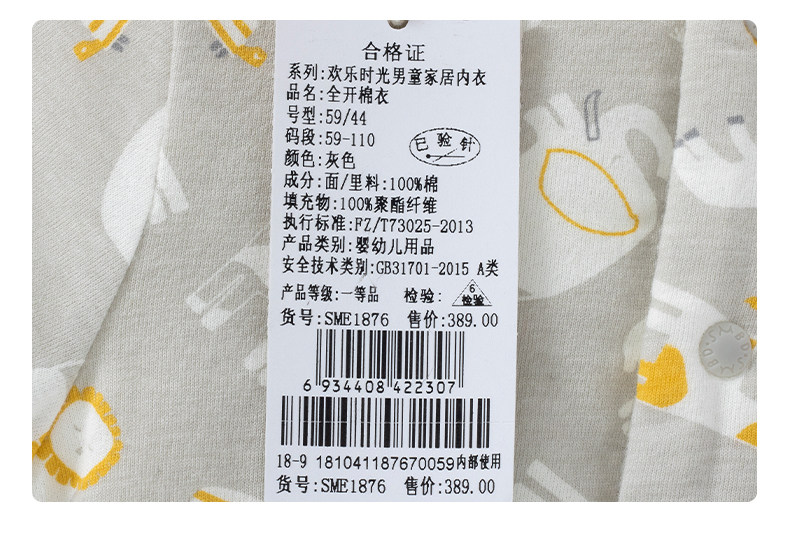 合格证
系列:欢乐时光男童家居内衣
品名:全开棉衣
号型:59/44
码段:59-110
已验针
颜色:灰色
成分:面/里料:100%棉
填充物:100%聚酯纤维
执行标准:FZ/T73025-2013
产品类别:婴幼儿用品
安全技术类别:GB31701-2015 A类
产品等级:一等品 检验: 6 检验
货号:SME1876 售价:389.00
6 934408 422307
18-9 181041187670059内部使用
货号:SME1876 售价:389.00